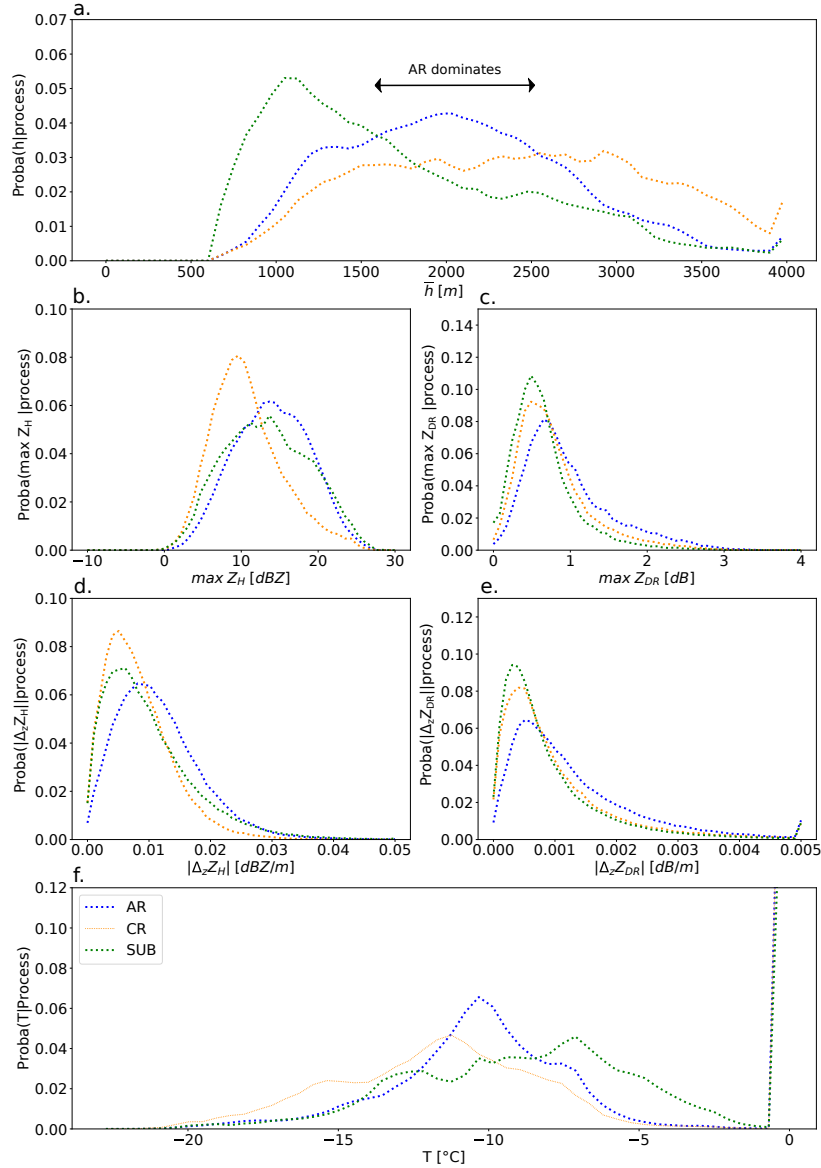 a.
0.07
0.06
0.05
0.04
0.03
0.02
0.01
0.00
Proba(h|process)
AR dominates
0 500 1000 1500 2000 2500 3000 3500 4000
h [m]
b.
0.10
0.08
0.06
0.04
0.02
0.00
Proba(max Z_H |process)
−10 0 10 20 30
max Z_H [dBZ]
c.
0.14
0.12
0.10
0.08
0.06
0.04
0.02
0.00
Proba(max Z_DR |process)
0 1 2 3 4
max Z_DR [dB]
d.
0.10
0.08
0.06
0.04
0.02
0.00
Proba(|Δ_zZ_H||process)
0.00 0.01 0.02 0.03 0.04 0.05
|Δ_zZ_H| [dBZ/m]
e.
0.12
0.10
0.08
0.06
0.04
0.02
0.00
Proba(|Δ_zZ_DR||process)
0.000 0.001 0.002 0.003 0.004 0.005
|Δ_zZ_DR| [dB/m]
f.
0.12
0.10
0.08
0.06
0.04
0.02
0.00
Proba(T|Process)
AR
CR
SUB
−20 −15 −10 −5 0
T [°C]